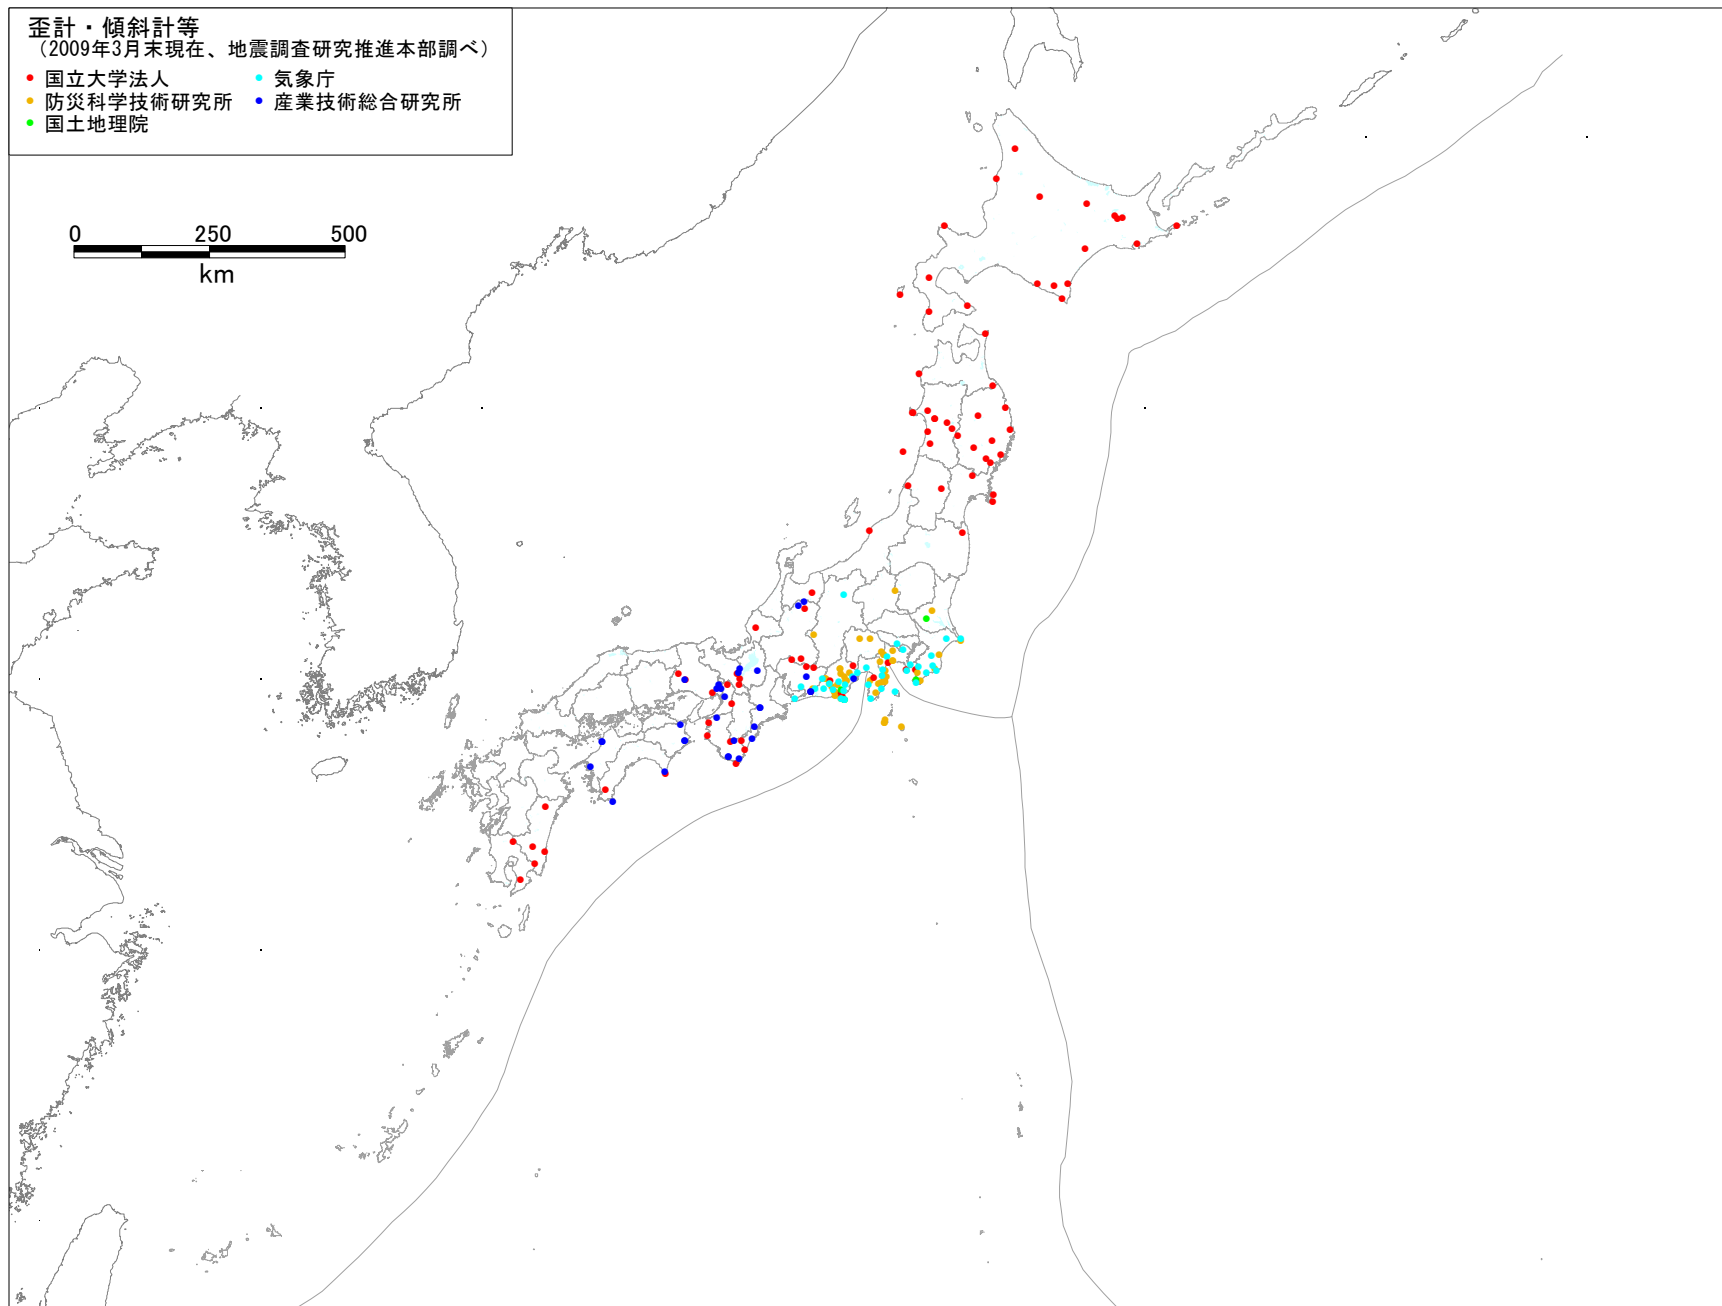 歪計・傾斜計等
（2009年3月末現在、地震調査研究推進本部調べ）
国立大学法人
気象庁
防災科学技術研究所
産業技術総合研究所
国土地理院
0 250 500
km